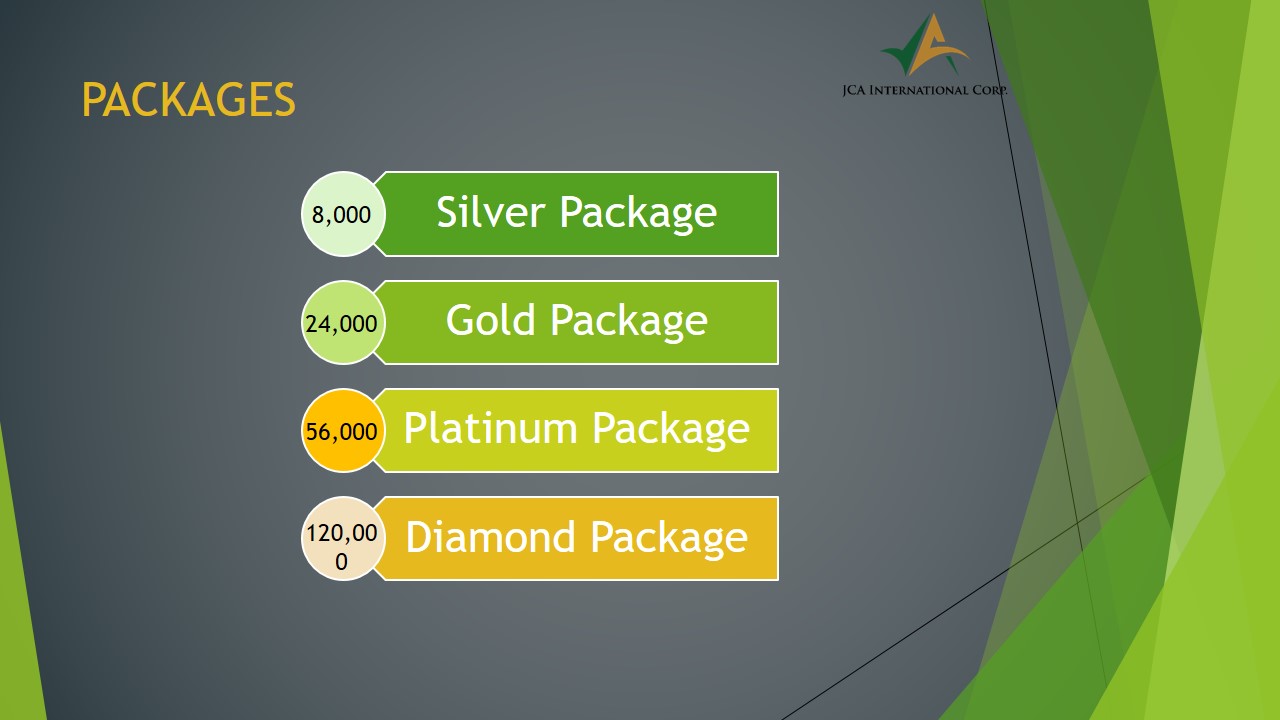 JCA INTERNATIONAL CORP.
PACKAGES
8,000 Silver Package
24,000 Gold Package
56,000 Platinum Package
120,00
0
Diamond Package